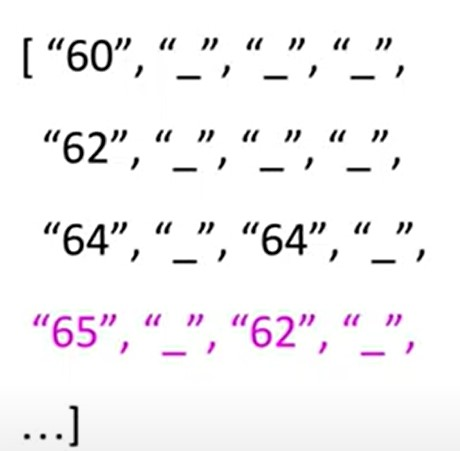 [ “60”, “_”, “_”, “_”,
“62”, “_”, “_”, “_”,
“64”, “_”, “64”, “_”,
“65”, “_”, “62”, “_”,
...]